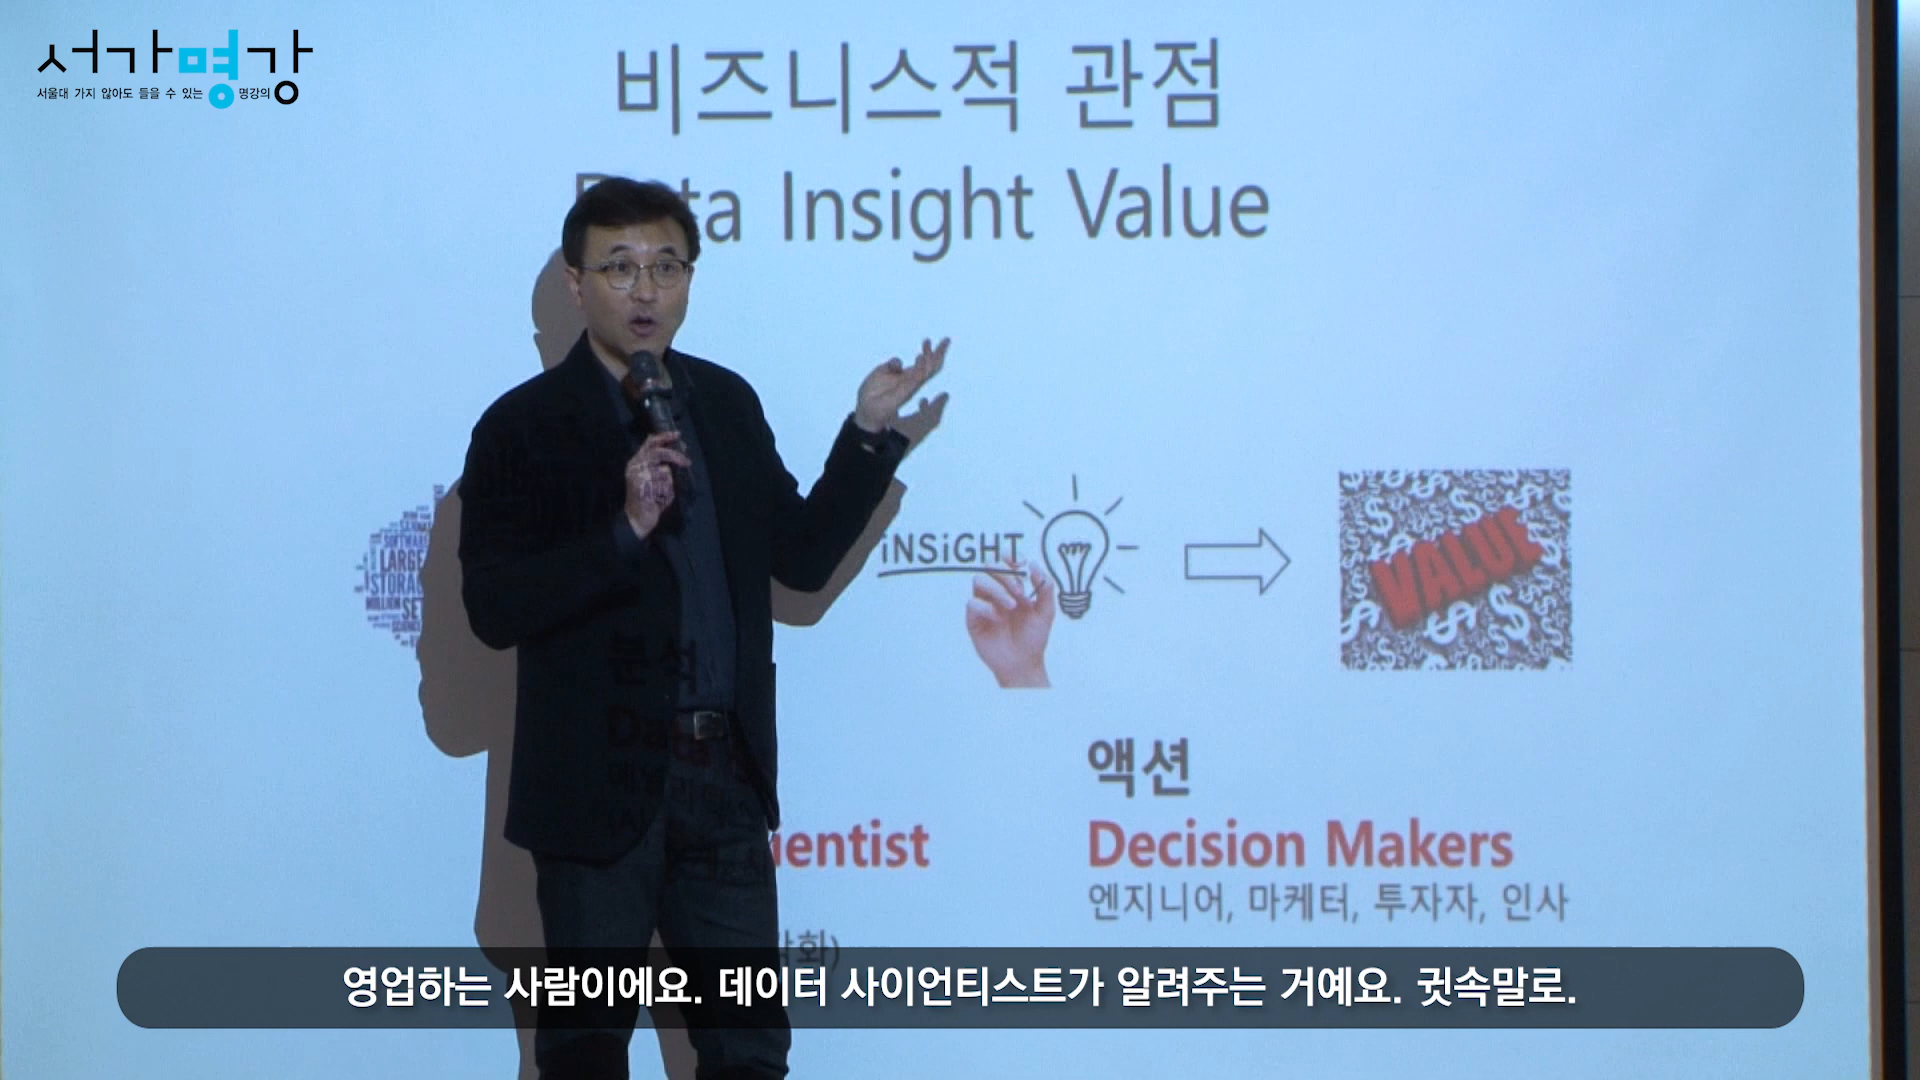 서가명강
서울대 가지 않아도 들을 수 있는 명강의
비즈니스적 관점
Insight Value
LARGE
iNSiGHT
VALUE
분석
액션
Decision Makers
엔지니어, 마케터, 투자자, 인사
영업하는 사람이에요. 데이터 사이언티스트가 알려주는 거예요. 귓속말로.